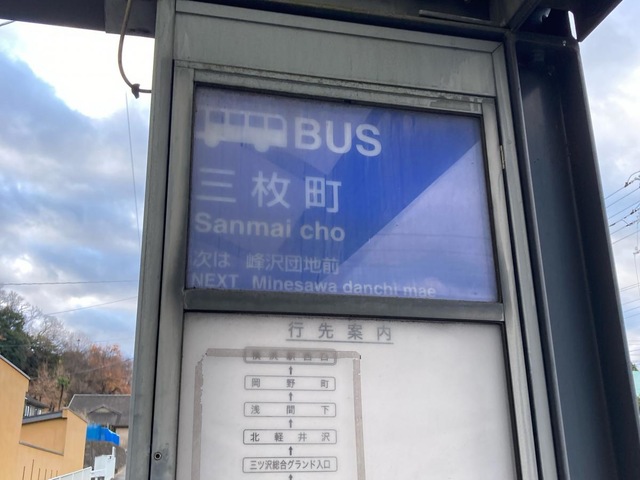 BUS
三枚町
Sanmai cho
次は 峰沢団地前
NEXT Minesawa danchi mae
行先案内
横浜駅西口
岡野町
浅間下
北軽井沢
三ツ沢総合グランド入口